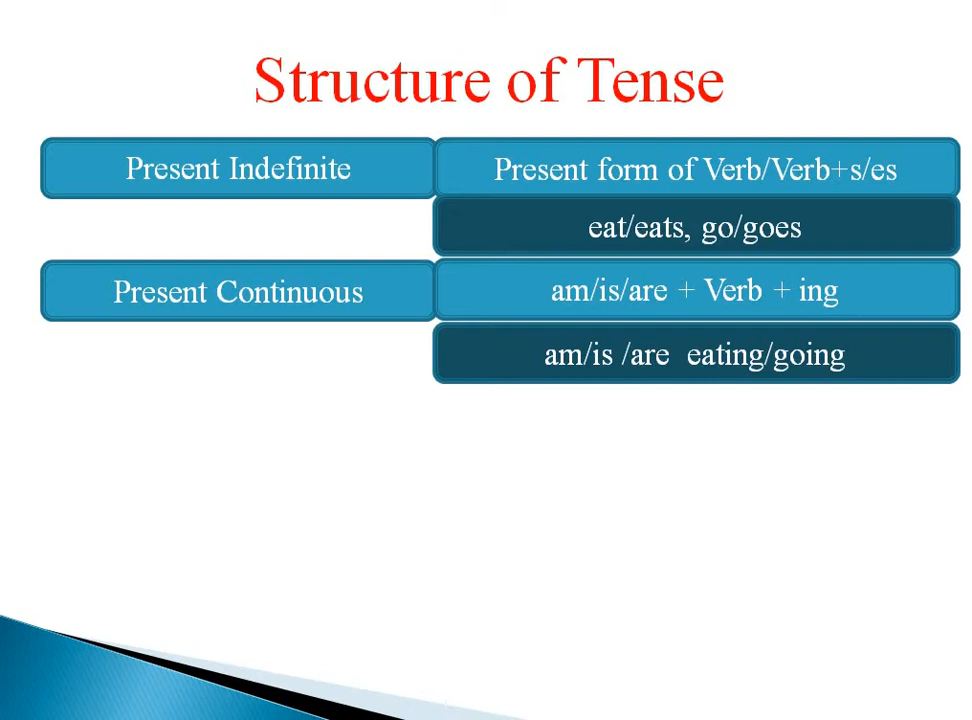 Structure of Tense
Present Indefinite
Present form of Verb/Verb+s/es
eat/eats, go/goes
Present Continuous
am/is/are + Verb + ing
am/is /are eating/going